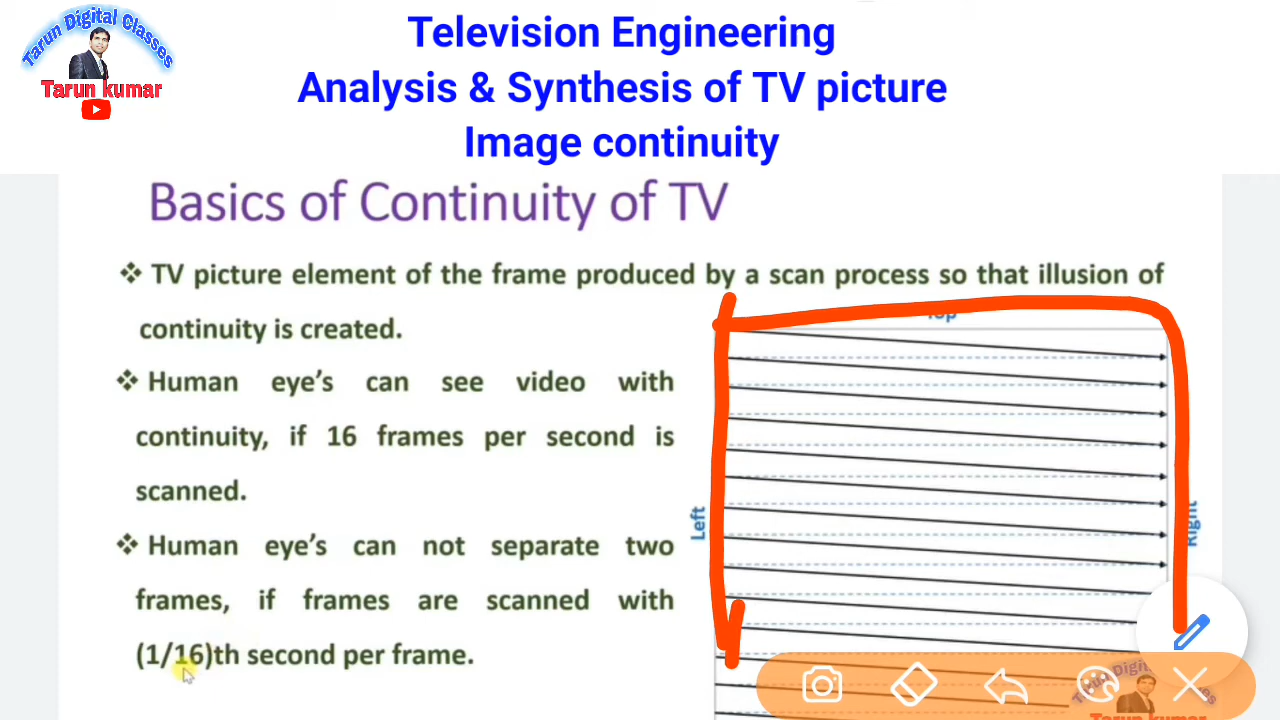 Tarun Digital Classes
Tarun kumar
Television Engineering
Analysis & Synthesis of TV picture
Image continuity
Basics of Continuity of TV
❖ TV picture element of the frame produced by a scan process so that illusion of
continuity is created.
❖ Human eye's can see video with
continuity, if 16 frames per second is
scanned.
❖ Human eye's can not separate two
frames, if frames are scanned with
(1/16)th second per frame.
Top
Left
Right